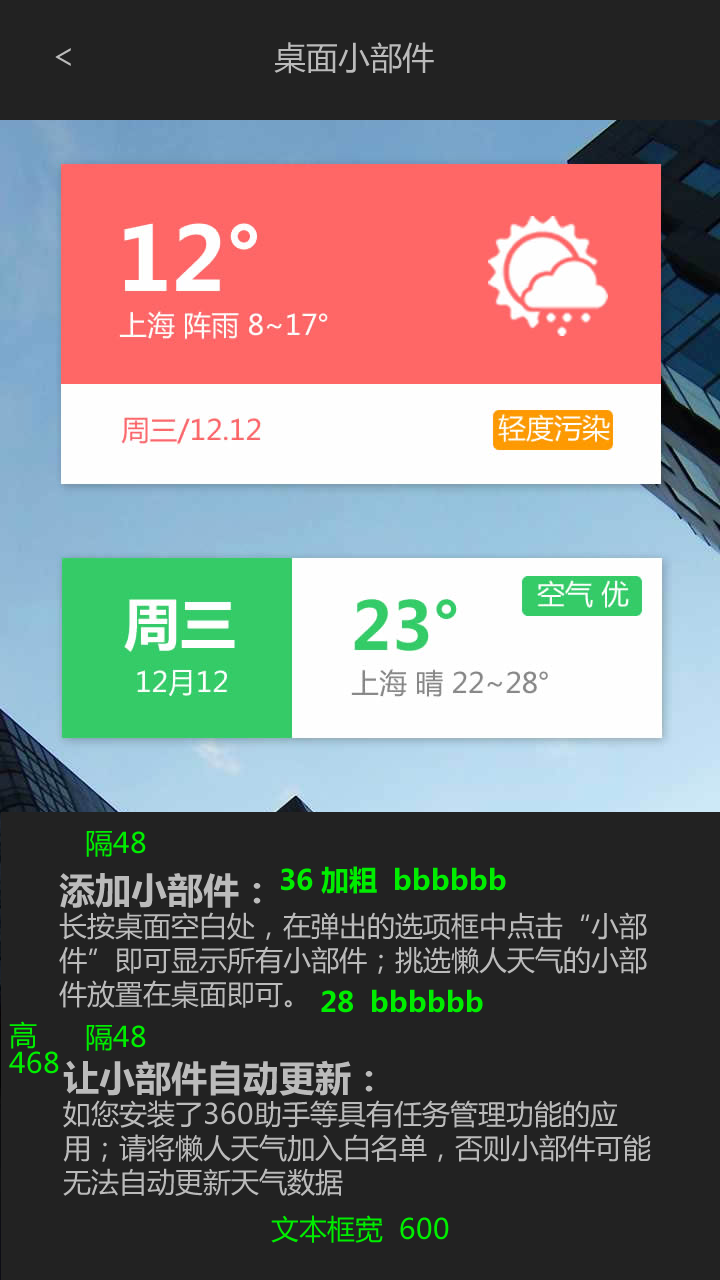 <
桌面小部件
12°
上海 阵雨 8~17°
周三/12.12
轻度污染
周三
12月12
空气 优
23°
上海 晴 22~28°
隔48
添加小部件：
36 加粗 bbbbbb
长按桌面空白处，在弹出的选项框中点击“小部
件”即可显示所有小部件；挑选懒人天气的小部
件放置在桌面即可。
28 bbbbbb
高
468
隔48
让小部件自动更新：
如您安装了360助手等具有任务管理功能的应
用；请将懒人天气加入白名单，否则小部件可能
无法自动更新天气数据
文本框宽 600